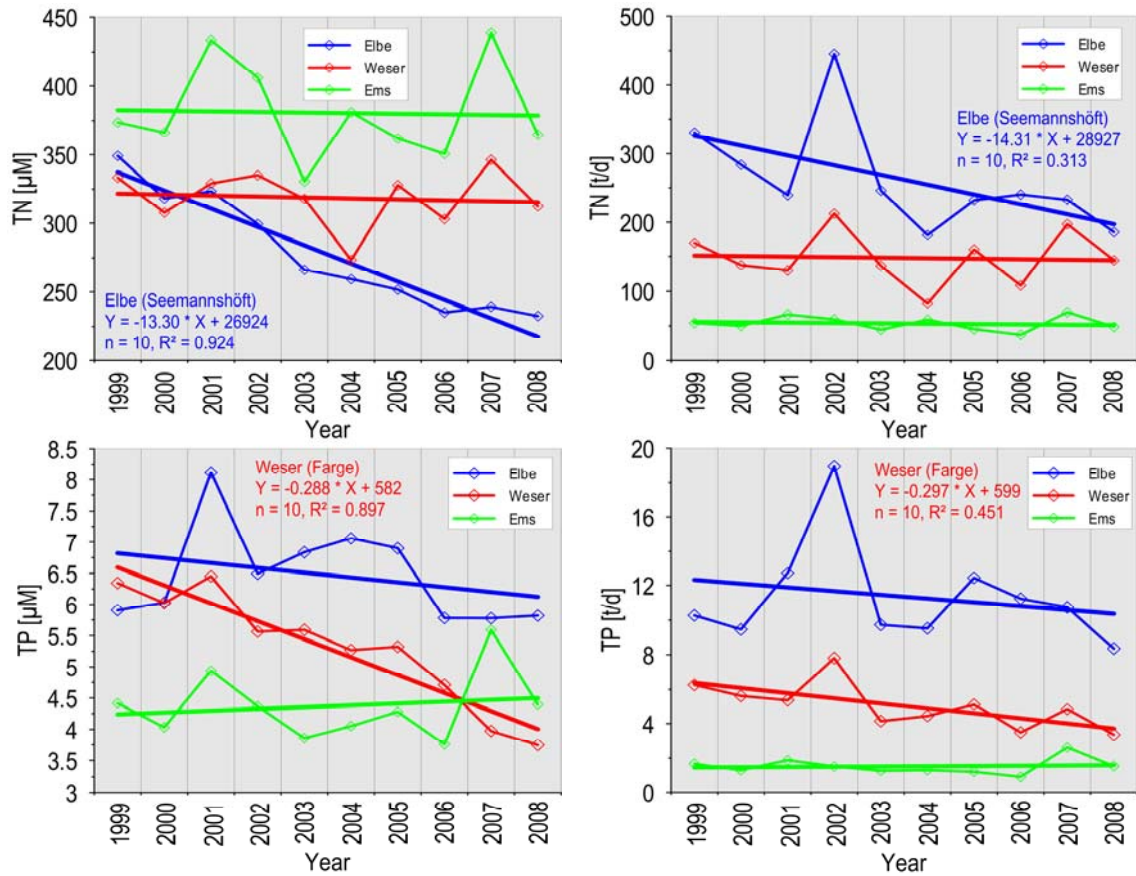 TN [µM]
450
400
350
300
250
200
Elbe
Weser
Ems
Elbe (Seemannshöft)
Y = -13.30 * X + 26924
n = 10, R² = 0.924
1999 2000 2001 2002 2003 2004 2005 2006 2007 2008
Year
TN [t/d]
500
400
300
200
100
0
Elbe
Weser
Ems
Elbe (Seemannshöft)
Y = -14.31 * X + 28927
n = 10, R² = 0.313
1999 2000 2001 2002 2003 2004 2005 2006 2007 2008
Year
TP [µM]
8.5
8
7.5
7
6.5
6
5.5
5
4.5
4
3.5
3
Weser (Farge)
Y = -0.288 * X + 582
n = 10, R² = 0.897
Elbe
Weser
Ems
1999 2000 2001 2002 2003 2004 2005 2006 2007 2008
Year
TP [t/d]
20
16
12
8
4
0
Weser (Farge)
Y = -0.297 * X + 599
n = 10, R² = 0.451
Elbe
Weser
Ems
1999 2000 2001 2002 2003 2004 2005 2006 2007 2008
Year